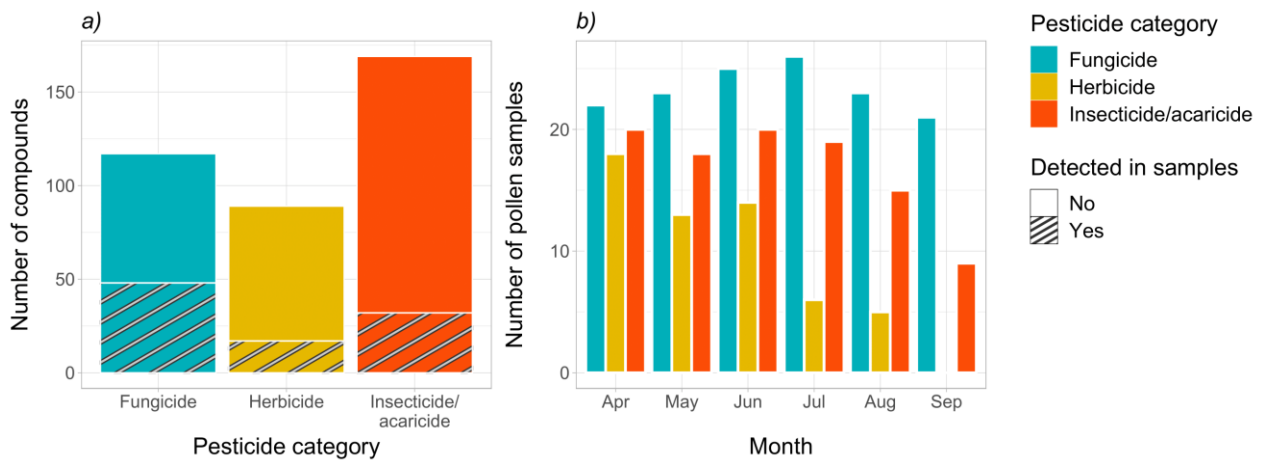 a)
Number of compounds
150
100
50
0
Fungicide
Herbicide
Insecticide/
acaricide
Pesticide category
b)
Number of pollen samples
20
10
0
Apr
May
Jun
Jul
Aug
Sep
Month
Pesticide category
Fungicide
Herbicide
Insecticide/acaricide
Detected in samples
No
Yes